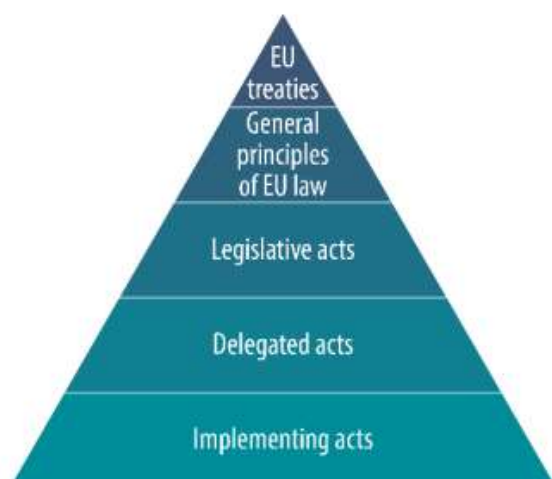 EU
treaties
General
principles
of EU law
Legislative acts
Delegated acts
Implementing acts